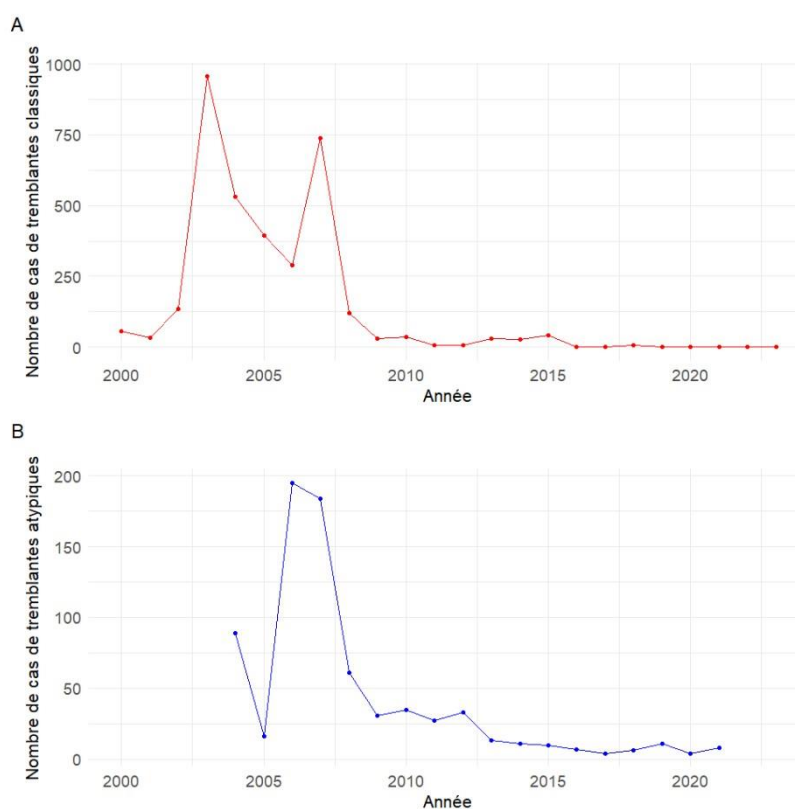 A
Nombre de cas de tremblantes classiques
1000
750
500
250
0
2000 2005 2010 2015 2020
Année
B
Nombre de cas de tremblantes atypiques
200
150
100
50
0
2000 2005 2010 2015 2020
Année